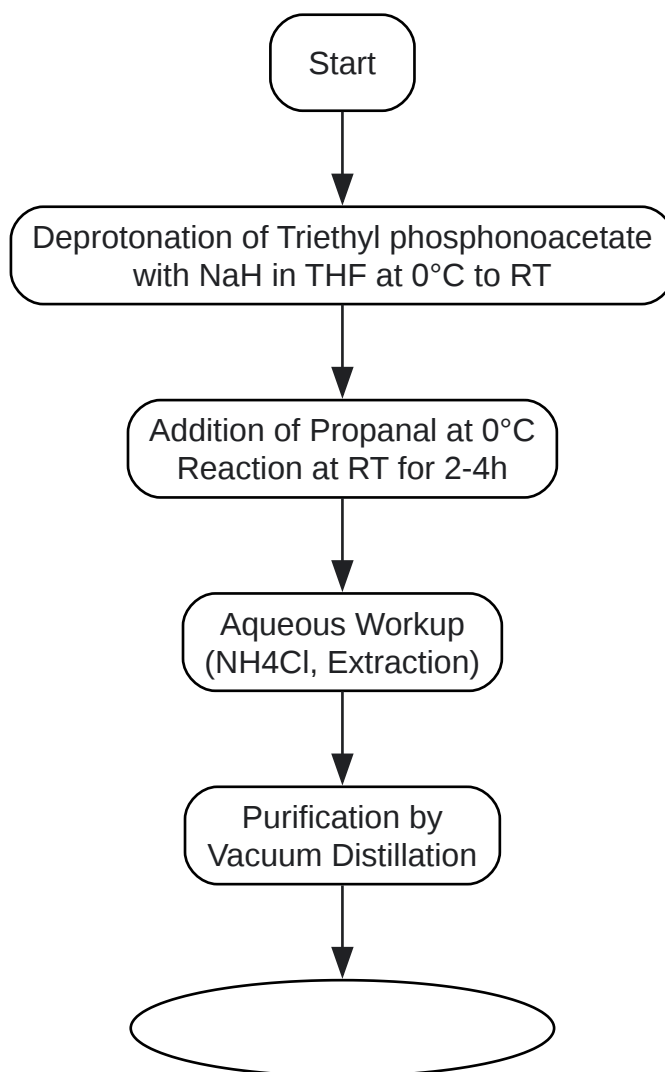 Start
Deprotonation of Triethyl phosphonoacetate
with NaH in THF at 0°C to RT
Addition of Propanal at 0°C
Reaction at RT for 2-4h
Aqueous Workup
(NH4Cl, Extraction)
Purification by
Vacuum Distillation